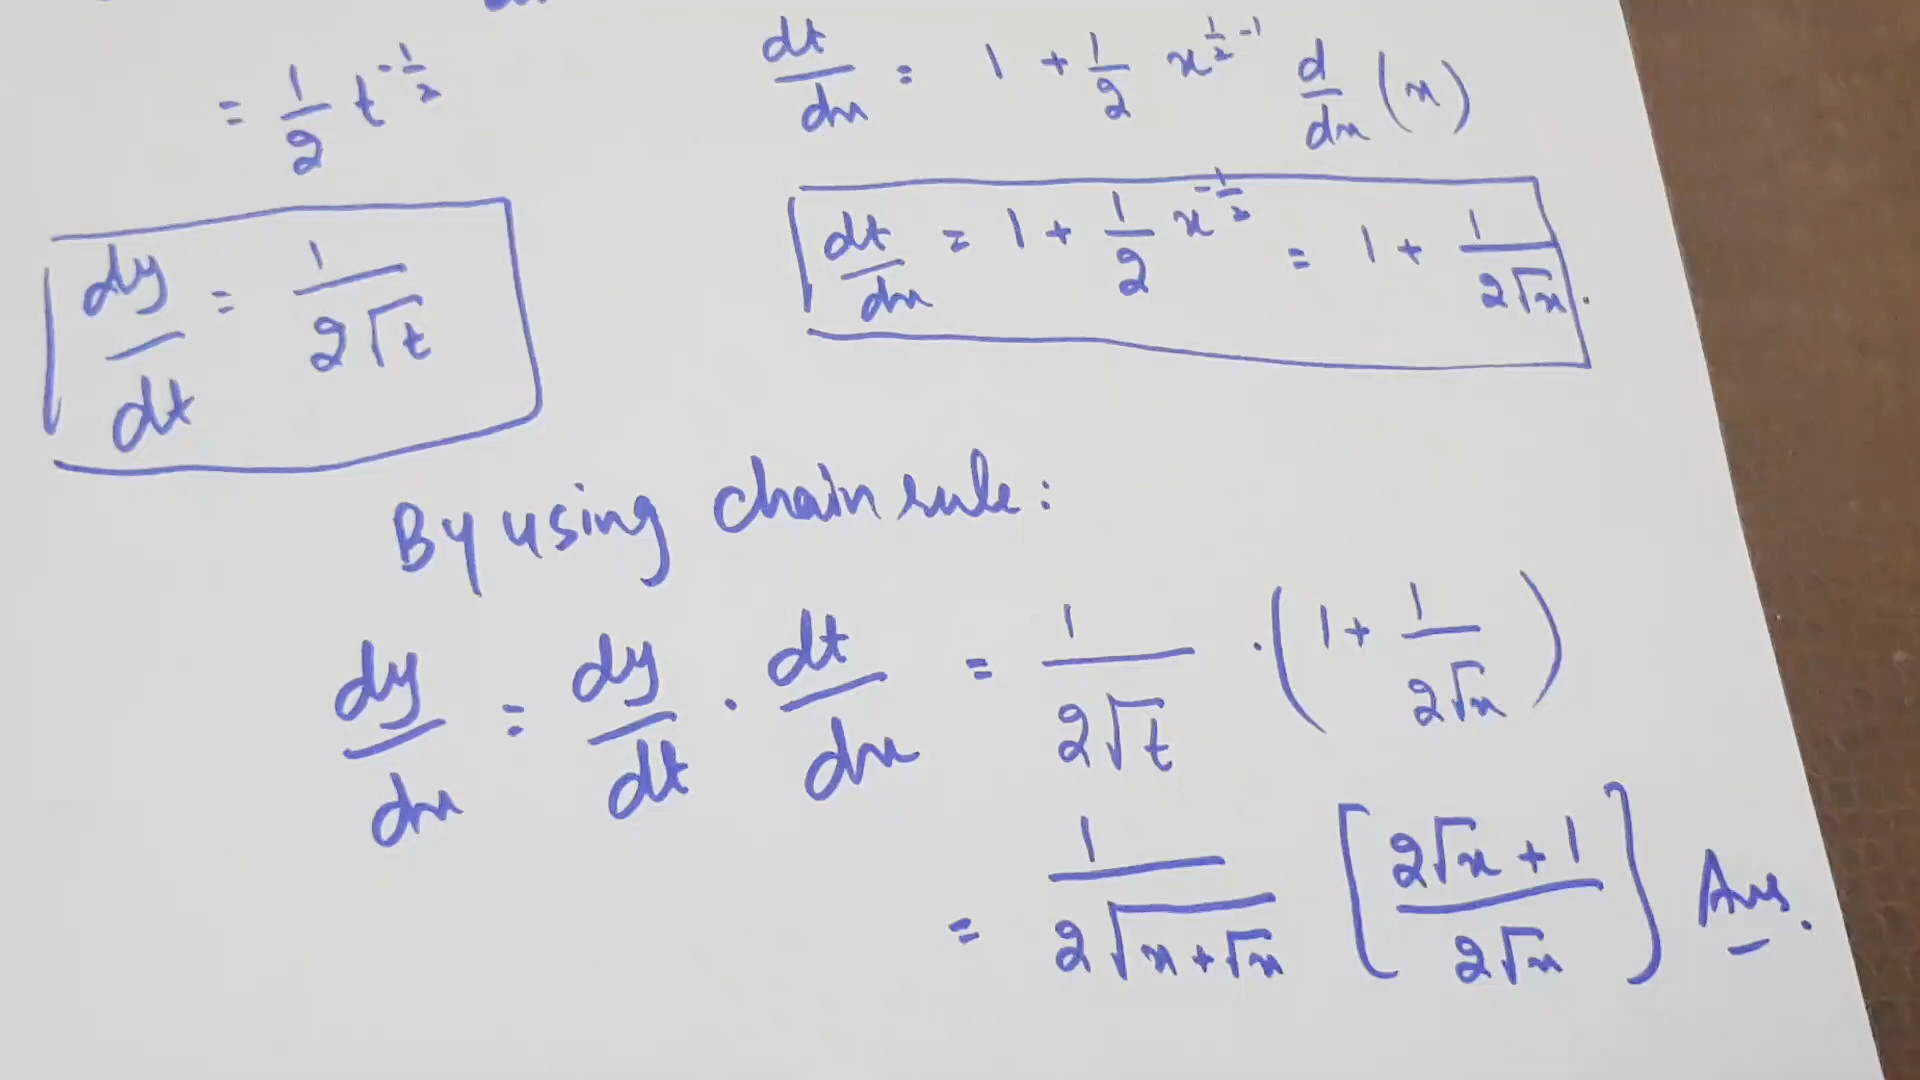 = 1/2 t^(-1/2)
dt/dx = 1 + 1/2 x^(1/2 - 1) d/dx (x)
dy/dt = 1/(2√t)
dt/dx = 1 + 1/2 x^(-1/2) = 1 + 1/(2√x).
By using chain rule:
dy/dx = dy/dt . dt/dx = 1/(2√t) . (1 + 1/(2√x))
= 1/(2√(x+√x)) [(2√x + 1)/(2√x)] Ans.